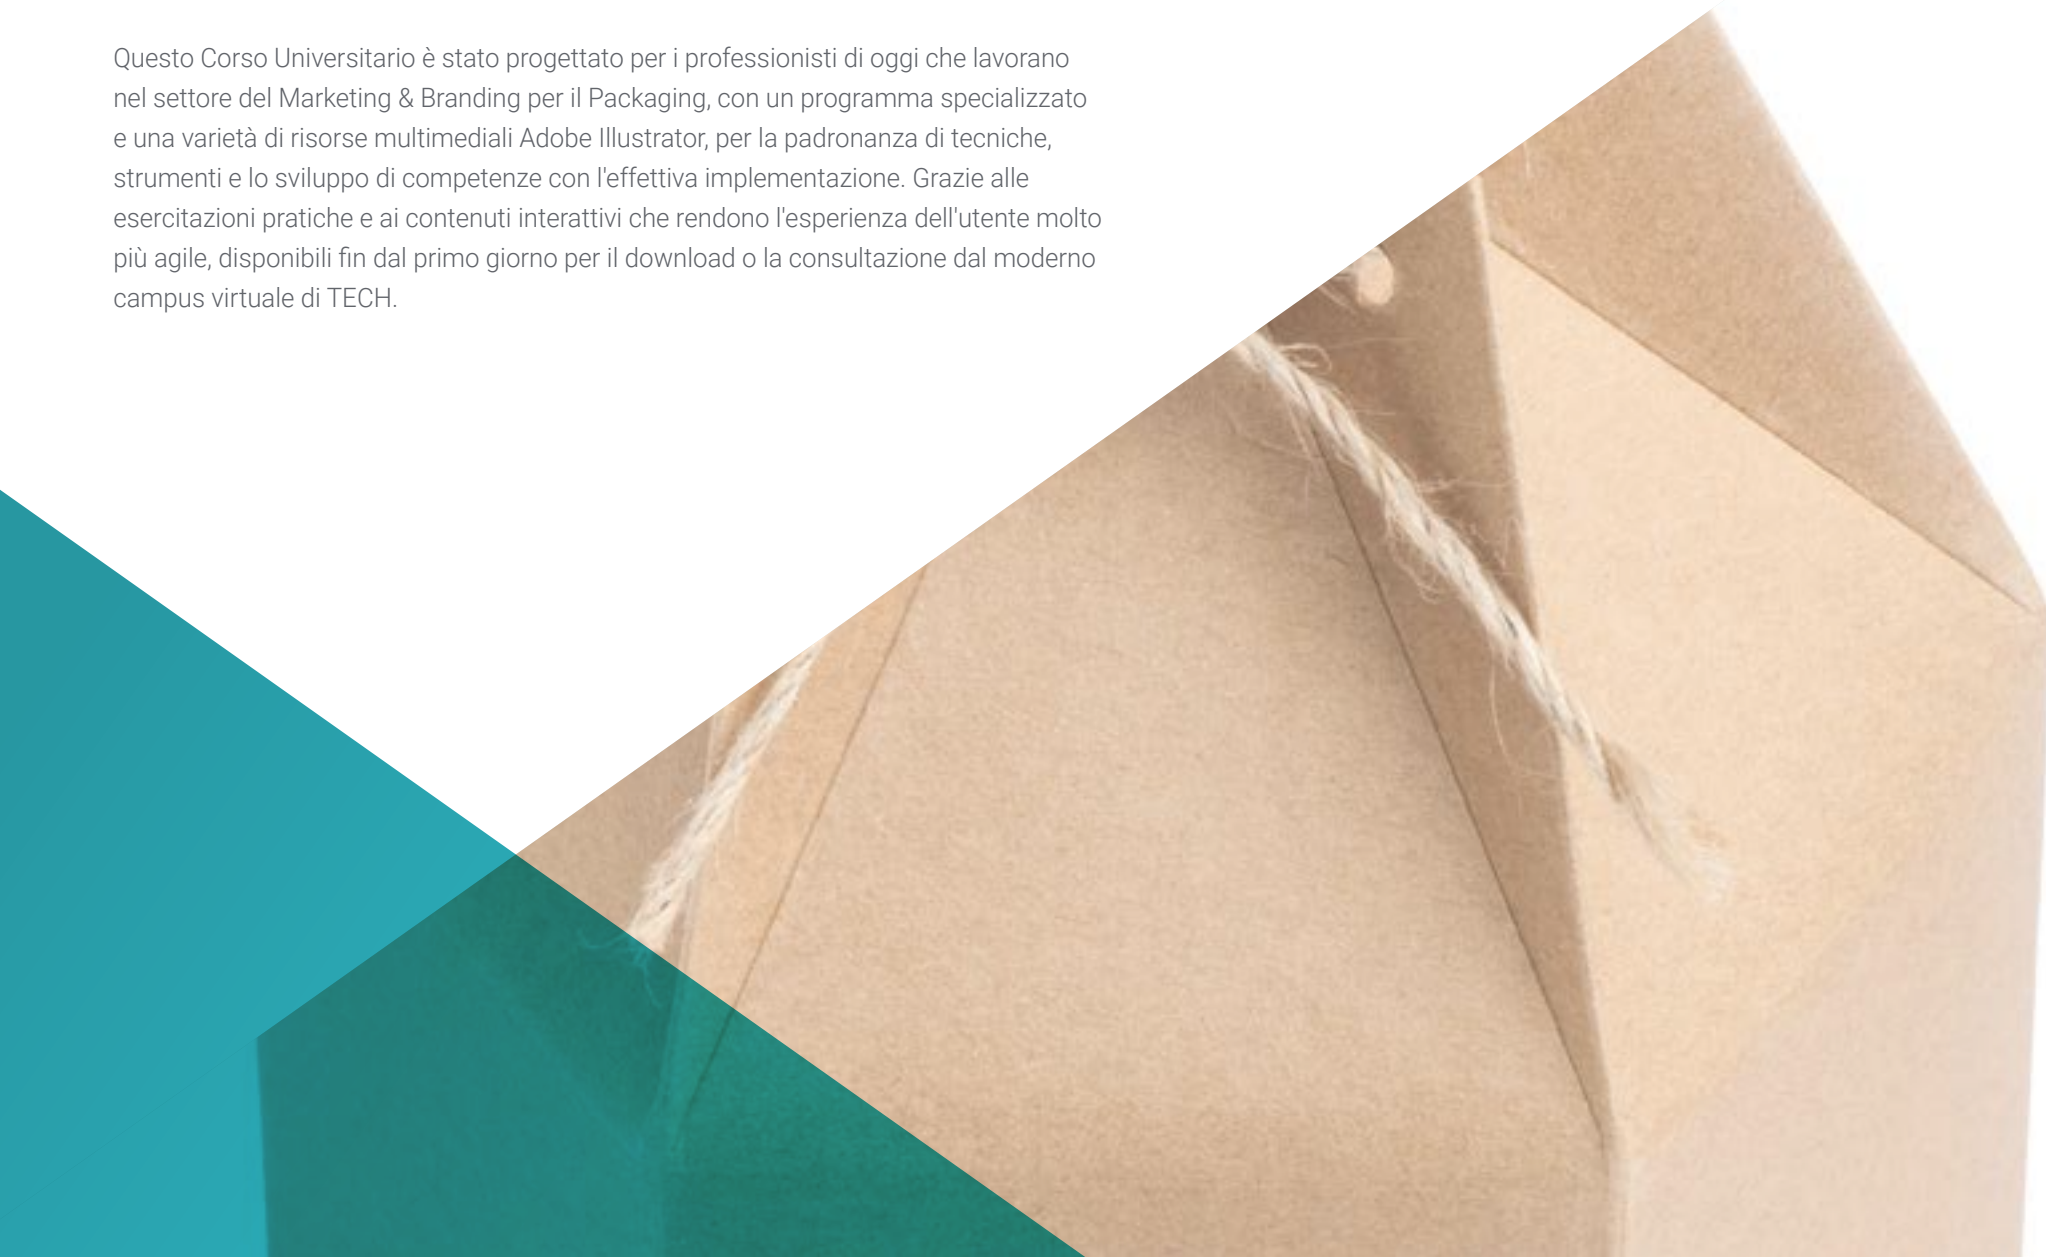 Questo Corso Universitario è stato progettato per i professionisti di oggi che lavorano
nel settore del Marketing & Branding per il Packaging, con un programma specializzato
e una varietà di risorse multimediali Adobe Illustrator, per la padronanza di tecniche,
strumenti e lo sviluppo di competenze con l'effettiva implementazione. Grazie alle
esercitazioni pratiche e ai contenuti interattivi che rendono l'esperienza dell'utente molto
più agile, disponibili fin dal primo giorno per il download o la consultazione dal moderno
campus virtuale di TECH.